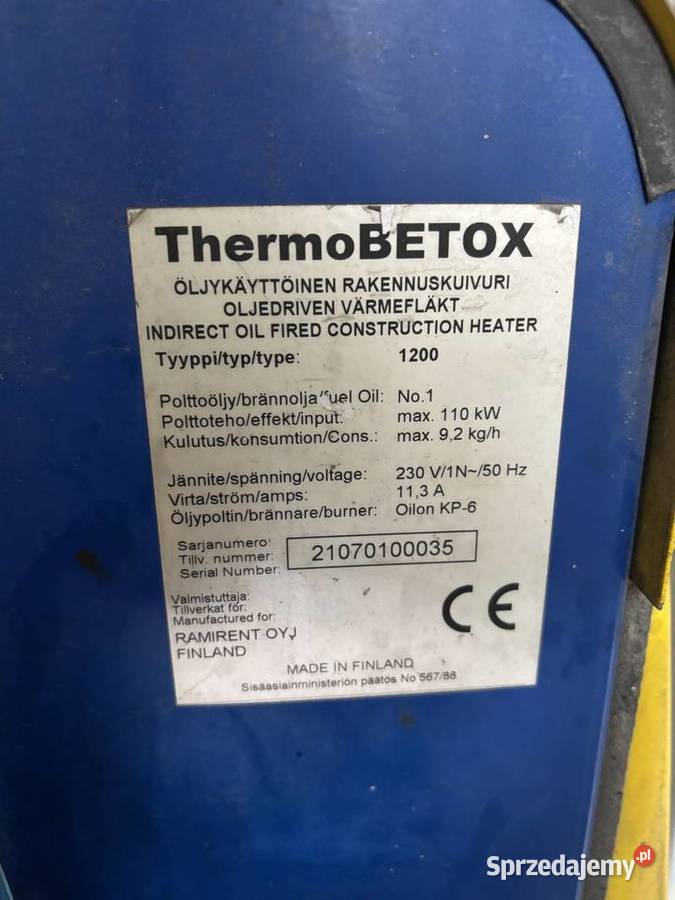 ThermoBETOX
ÖLJYKÄYTTÖINEN RAKENNUSKUIVURI
OLJEDRIVEN VÄRMEFLÄKT
INDIRECT OIL FIRED CONSTRUCTION HEATER
Tyyppi/typ/type: 1200
Polttoöljy/brännolja/fuel Oil: No.1
Polttoteho/effekt/input: max. 110 kW
Kulutus/konsumtion/Cons.: max. 9,2 kg/h
Jännite/spänning/voltage: 230 V/1N~/50 Hz
Virta/ström/amps: 11,3 A
Öljypoltin/brännare/burner: Oilon KP-6
Sarjanumero:
Tillv. nummer: 21070100035
Serial Number:
Valmistuttaja:
Tillverkat för:
Manufactured for:
CE
RAMIRENT OYJ
FINLAND
MADE IN FINLAND
Sisäasiainministeriön päätös No 567/88
Sprzedajemy.pl